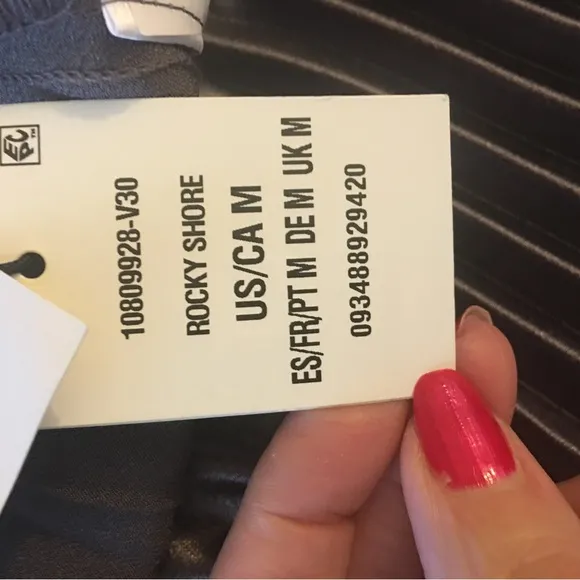 10809928-V30
ROCKY SHORE
US/CA M
ES/FR/PT M DE M UK M
093488929420